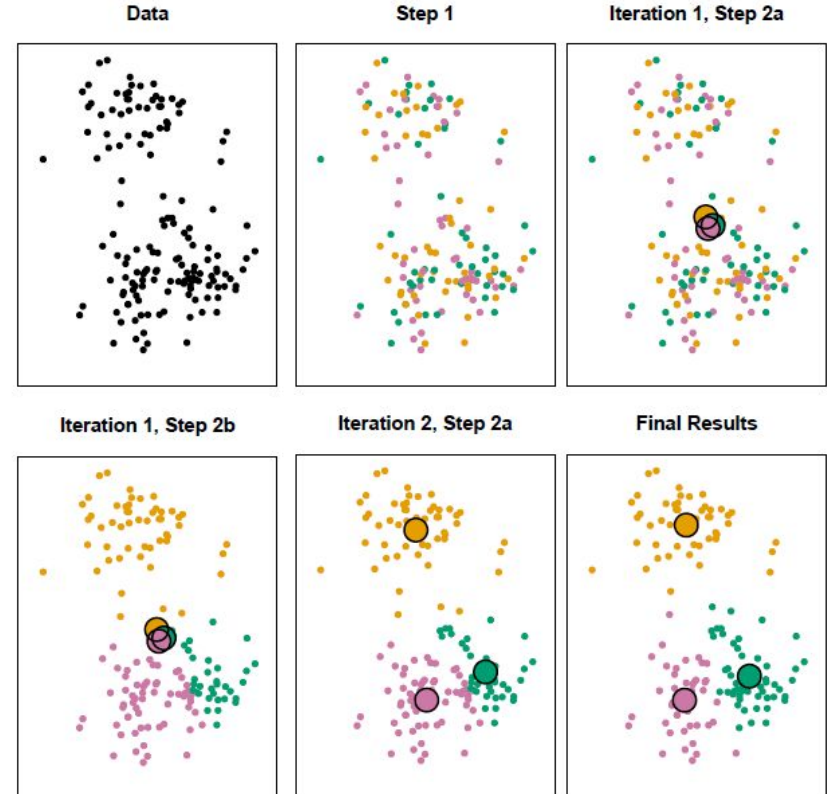 Data
Step 1
Iteration 1, Step 2a
Iteration 1, Step 2b
Iteration 2, Step 2a
Final Results